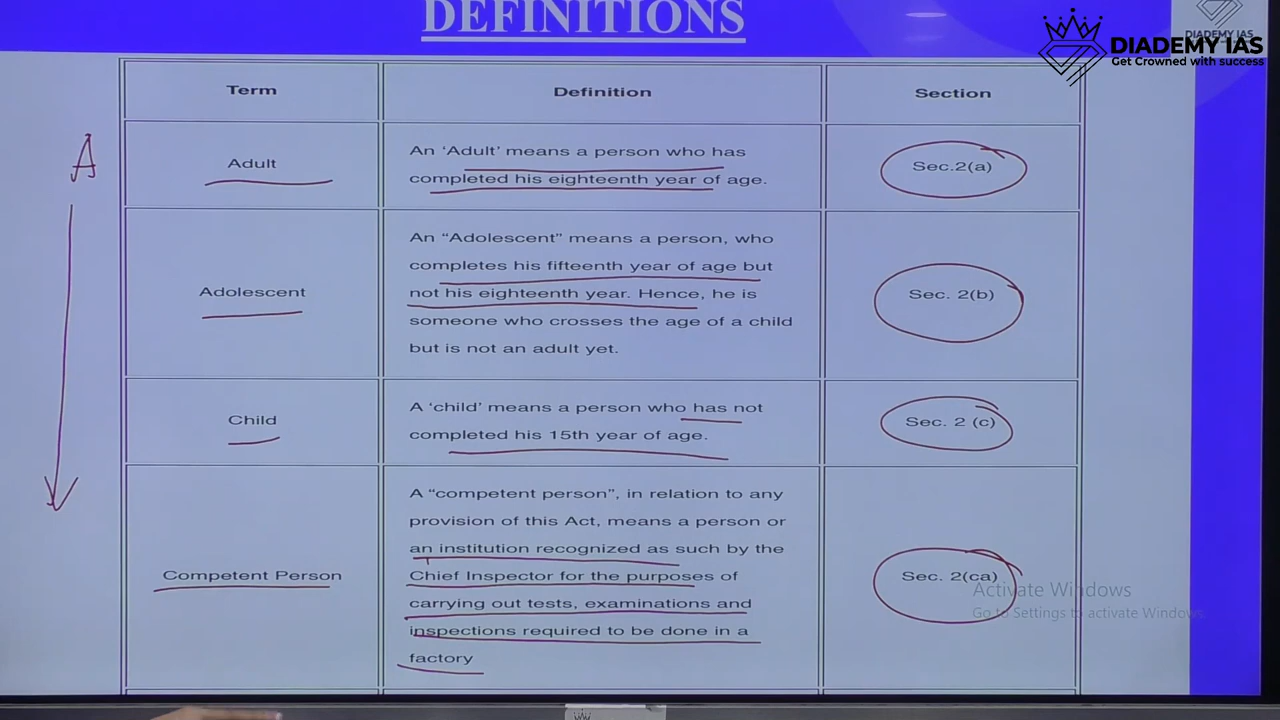 DEFINITIONS
DIADEMY IAS
DIADEMY IAS
Get Crowned with success
Term
Definition
Section
A
Adult
An ‘Adult’ means a person who has
completed his eighteenth year of age.
Sec.2(a)
Adolescent
An “Adolescent” means a person, who
completes his fifteenth year of age but
not his eighteenth year. Hence, he is
someone who crosses the age of a child
but is not an adult yet.
Sec. 2(b)
Child
A ‘child’ means a person who has not
completed his 15th year of age.
Sec. 2 (c)
Competent Person
A “competent person”, in relation to any
provision of this Act, means a person or
an institution recognized as such by the
Chief Inspector for the purposes of
carrying out tests, examinations and
inspections required to be done in a
factory
Sec. 2(ca)
Activate Windows
Go to Settings to activate Windows.